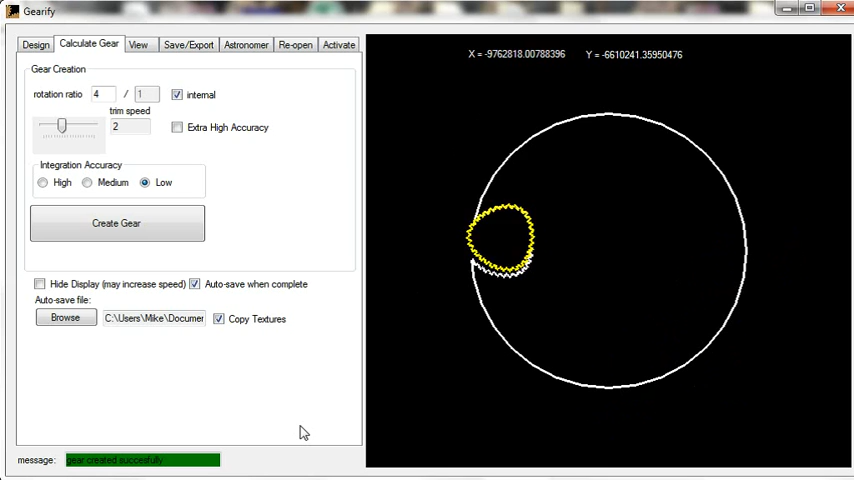 Gearify
Design Calculate Gear View Save/Export Astronomer Re-open Activate
X = -9762818.00788396 Y = -6610241.35950476
Gear Creation
rotation ratio 4 / 1 internal
trim speed
2 Extra High Accuracy
Integration Accuracy
High Medium Low
Create Gear
Hide Display (may increase speed) Auto-save when complete
Auto-save file:
Browse C:\Users\Mike\Documer Copy Textures
message: gear created succesfully